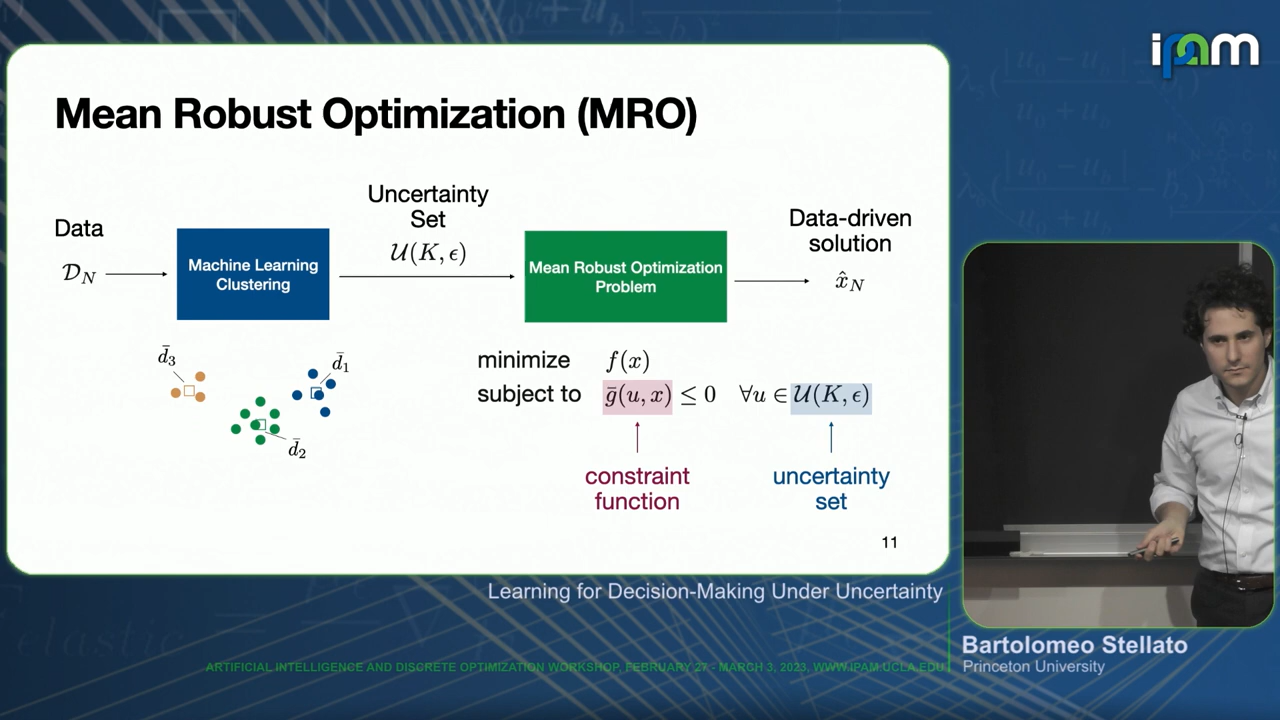 ipam
Mean Robust Optimization (MRO)
Data
𝒟_N
Machine Learning
Clustering
Uncertainty
Set
𝒰(K, ϵ)
Mean Robust Optimization
Problem
Data-driven
solution
x̂_N
d̄_3
d̄_1
d̄_2
minimize f(x)
subject to ḡ(u, x) ≤ 0 ∀u ∈ 𝒰(K, ϵ)
constraint
function
uncertainty
set
11
Learning for Decision-Making Under Uncertainty
Bartolomeo Stellato
Princeton University
ARTIFICIAL INTELLIGENCE AND DISCRETE OPTIMIZATION WORKSHOP, FEBRUARY 27 - MARCH 3, 2023, WWW.IPAM.UCLA.EDU
elastic